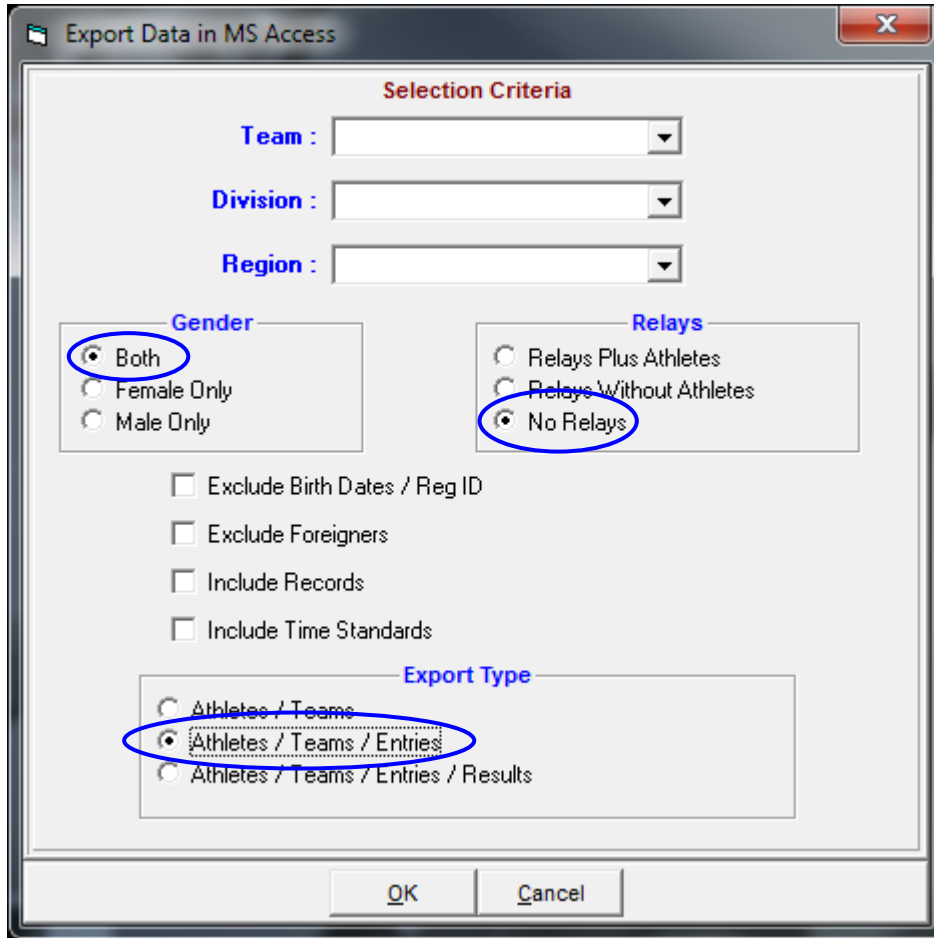 Export Data in MS Access
Selection Criteria
Team :
Division :
Region :
Gender
Both
Female Only
Male Only
Relays
Relays Plus Athletes
Relays Without Athletes
No Relays
Exclude Birth Dates / Reg ID
Exclude Foreigners
Include Records
Include Time Standards
Export Type
Athletes / Teams
Athletes / Teams / Entries
Athletes / Teams / Entries / Results
OK
Cancel